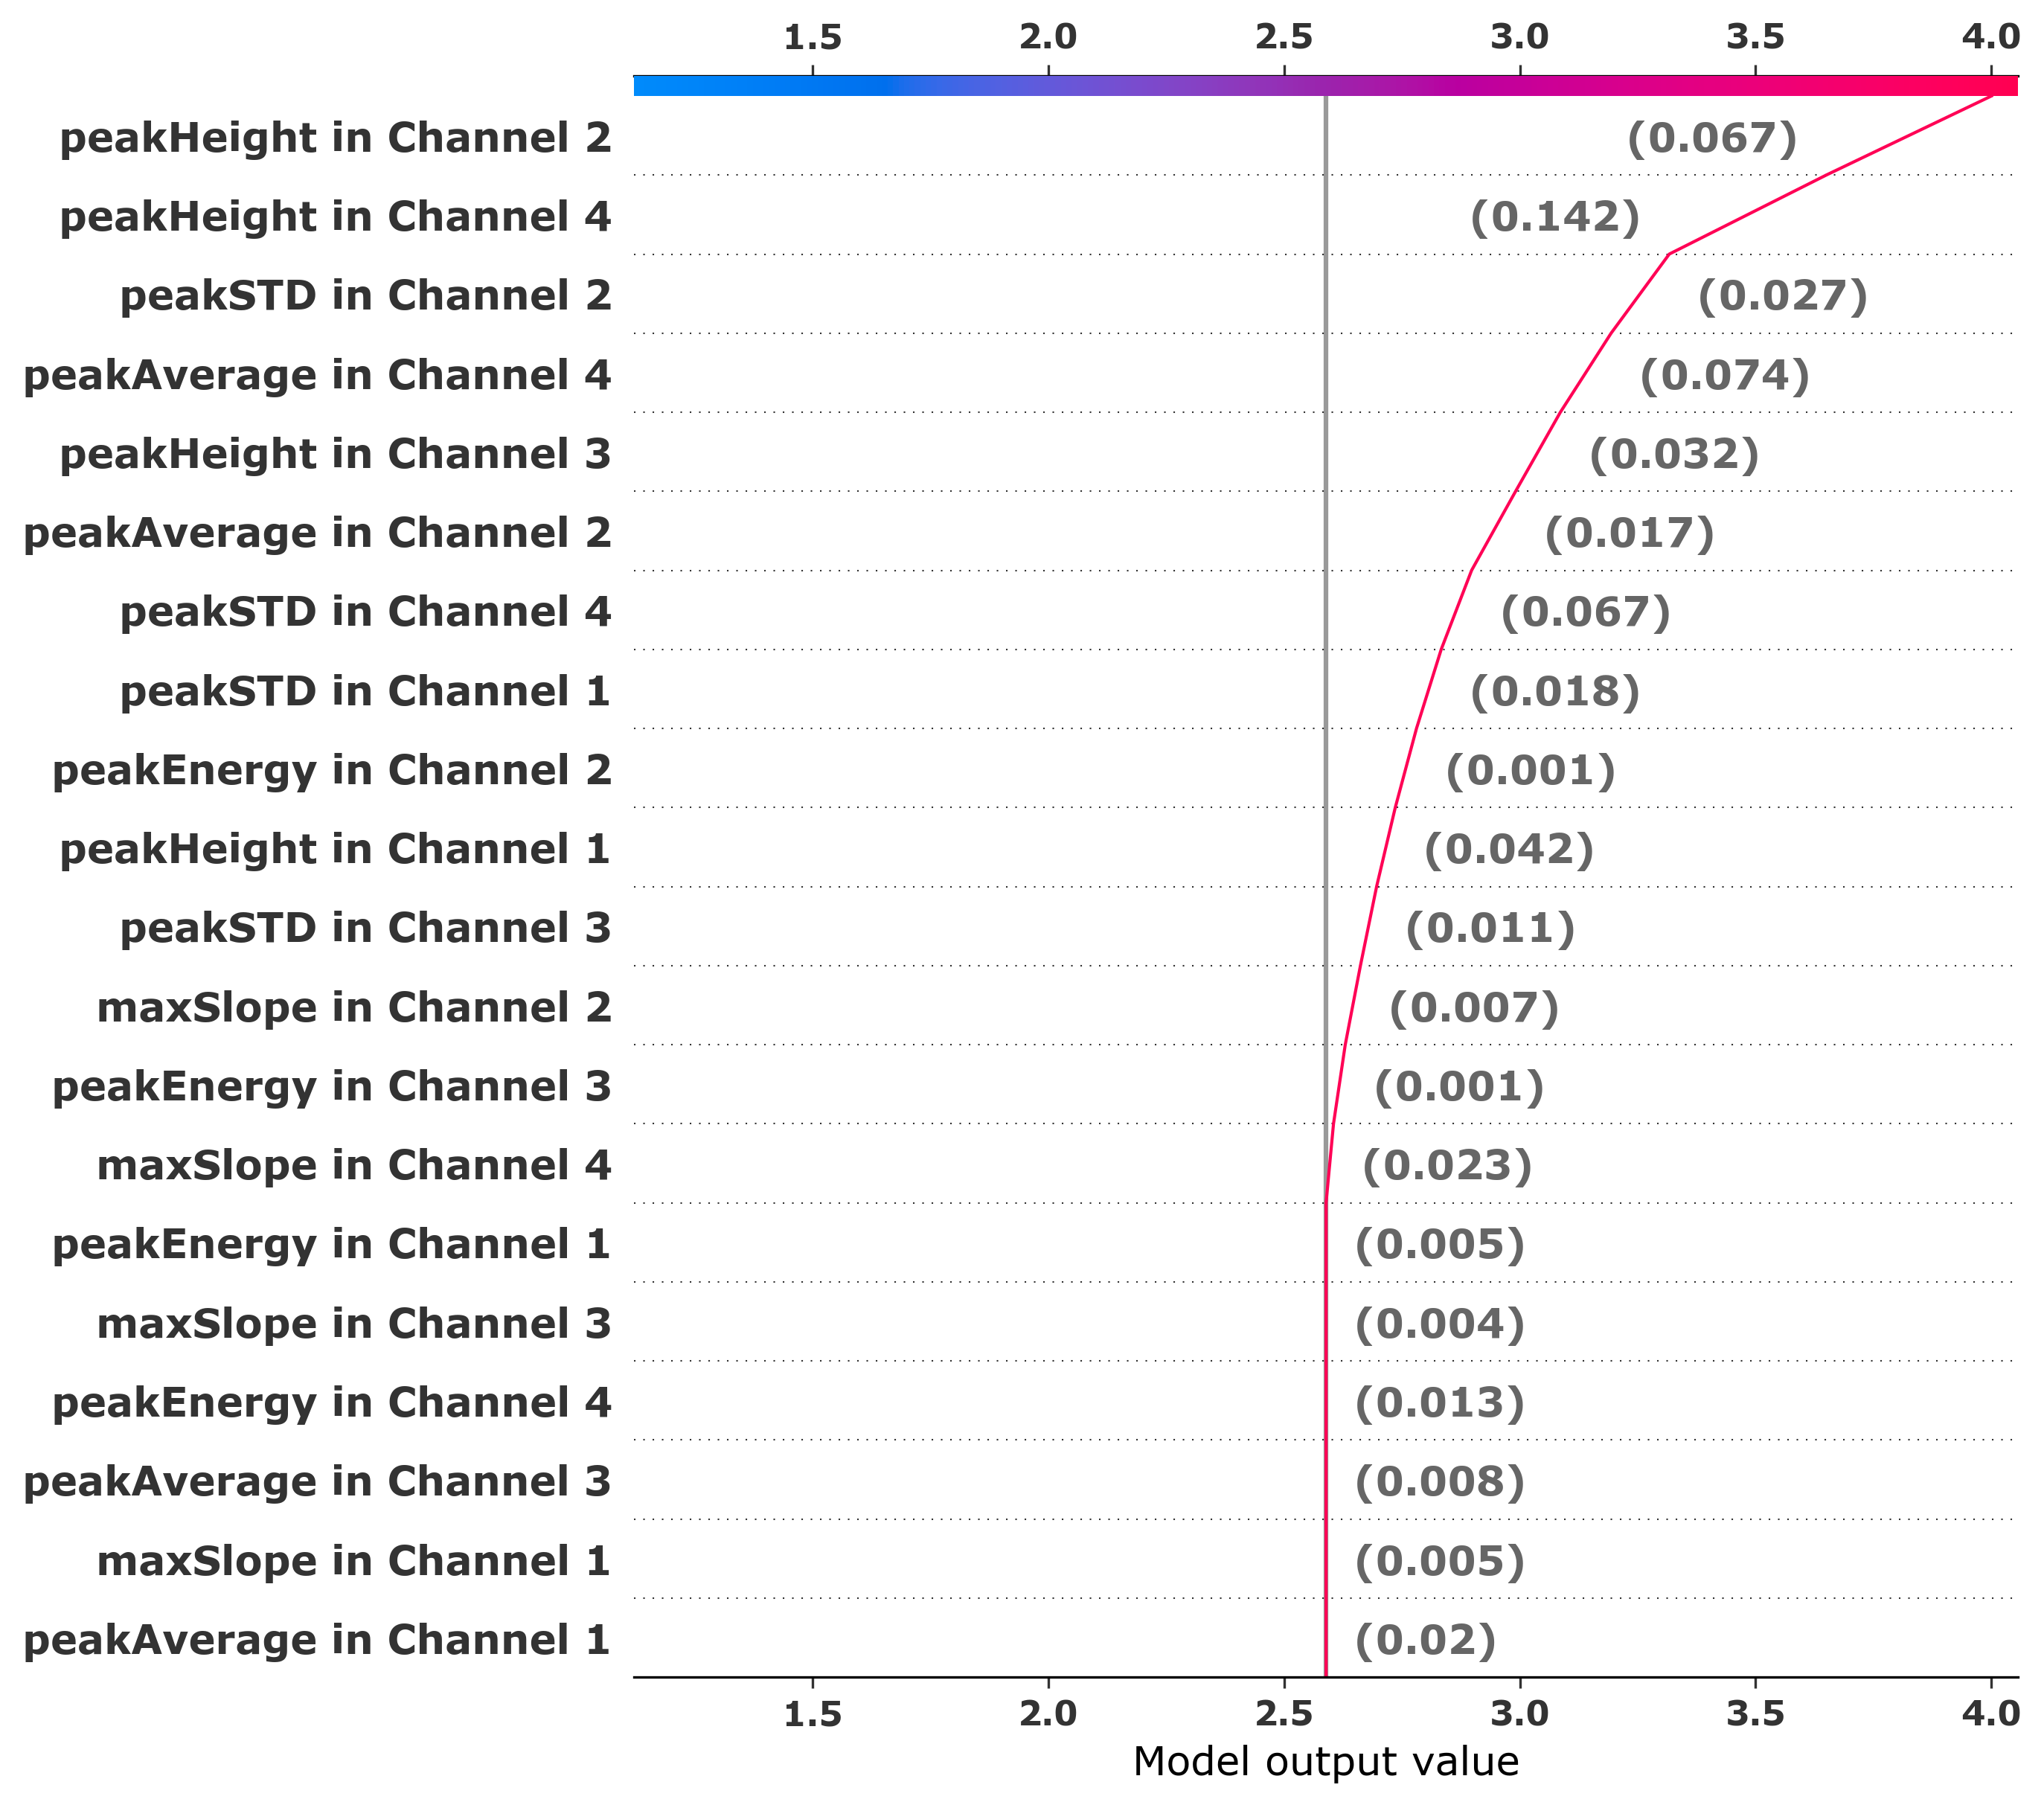 1.5 2.0 2.5 3.0 3.5 4.0
peakHeight in Channel 2 (0.067)
peakHeight in Channel 4 (0.142)
peakSTD in Channel 2 (0.027)
peakAverage in Channel 4 (0.074)
peakHeight in Channel 3 (0.032)
peakAverage in Channel 2 (0.017)
peakSTD in Channel 4 (0.067)
peakSTD in Channel 1 (0.018)
peakEnergy in Channel 2 (0.001)
peakHeight in Channel 1 (0.042)
peakSTD in Channel 3 (0.011)
maxSlope in Channel 2 (0.007)
peakEnergy in Channel 3 (0.001)
maxSlope in Channel 4 (0.023)
peakEnergy in Channel 1 (0.005)
maxSlope in Channel 3 (0.004)
peakEnergy in Channel 4 (0.013)
peakAverage in Channel 3 (0.008)
maxSlope in Channel 1 (0.005)
peakAverage in Channel 1 (0.02)
1.5 2.0 2.5 3.0 3.5 4.0
Model output value